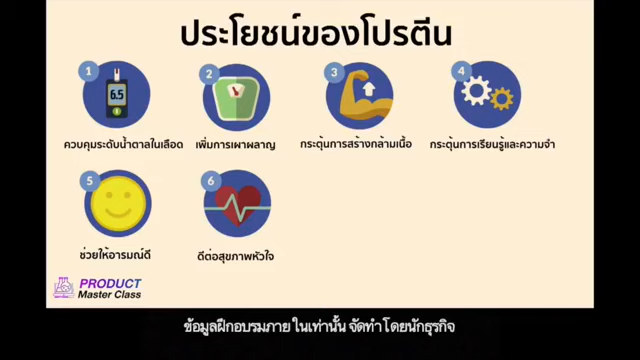 ประโยชน์ของโปรตีน
1
6.5
2
3
4
ควบคุมระดับน้ำตาลในเลือด
เพิ่มการเผาผลาญ
กระตุ้นการสร้างกล้ามเนื้อ
กระตุ้นการเรียนรู้และความจำ
5
6
ช่วยให้อารมณ์ดี
ดีต่อสุขภาพหัวใจ
PRODUCT
Master Class
ข้อมูลฝึกอบรมภายในเท่านั้น จัดทำโดยนักธุรกิจ